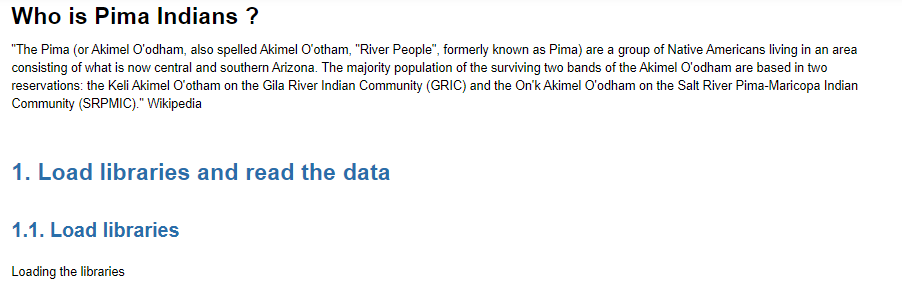 Who is Pima Indians ?
"The Pima (or Akimel O'odham, also spelled Akimel O'otham, "River People", formerly known as Pima) are a group of Native Americans living in an area
consisting of what is now central and southern Arizona. The majority population of the surviving two bands of the Akimel O'odham are based in two
reservations: the Keli Akimel O'otham on the Gila River Indian Community (GRIC) and the On'k Akimel O'odham on the Salt River Pima-Maricopa Indian
Community (SRPMIC)." Wikipedia
1. Load libraries and read the data
1.1. Load libraries
Loading the libraries